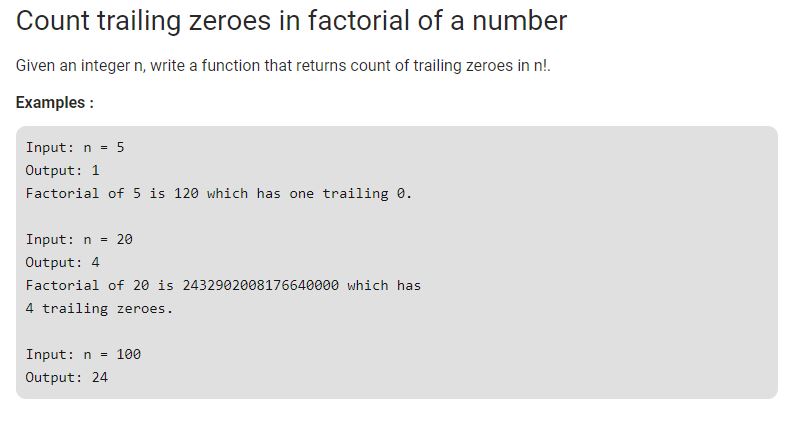 Count trailing zeroes in factorial of a number
Given an integer n, write a function that returns count of trailing zeroes in n!.
Examples :
Input: n = 5
Output: 1
Factorial of 5 is 120 which has one trailing 0.
Input: n = 20
Output: 4
Factorial of 20 is 2432902008176640000 which has
4 trailing zeroes.
Input: n = 100
Output: 24